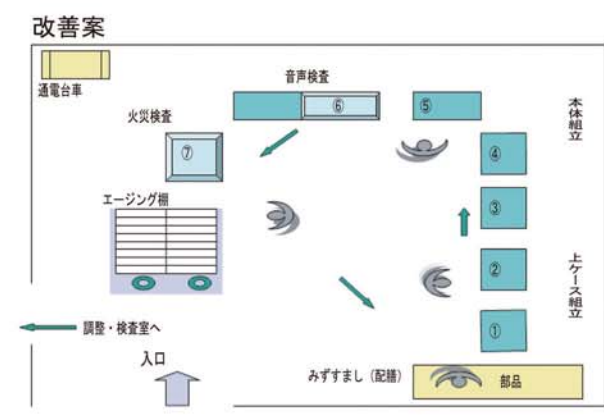 改善案
通電台車
音声検査
⑥
⑤
本体組立
火災検査
⑦
④
エージング棚
③
②
上ケース組立
①
調整・検査室へ
入口
みずすまし（配膳）
部品